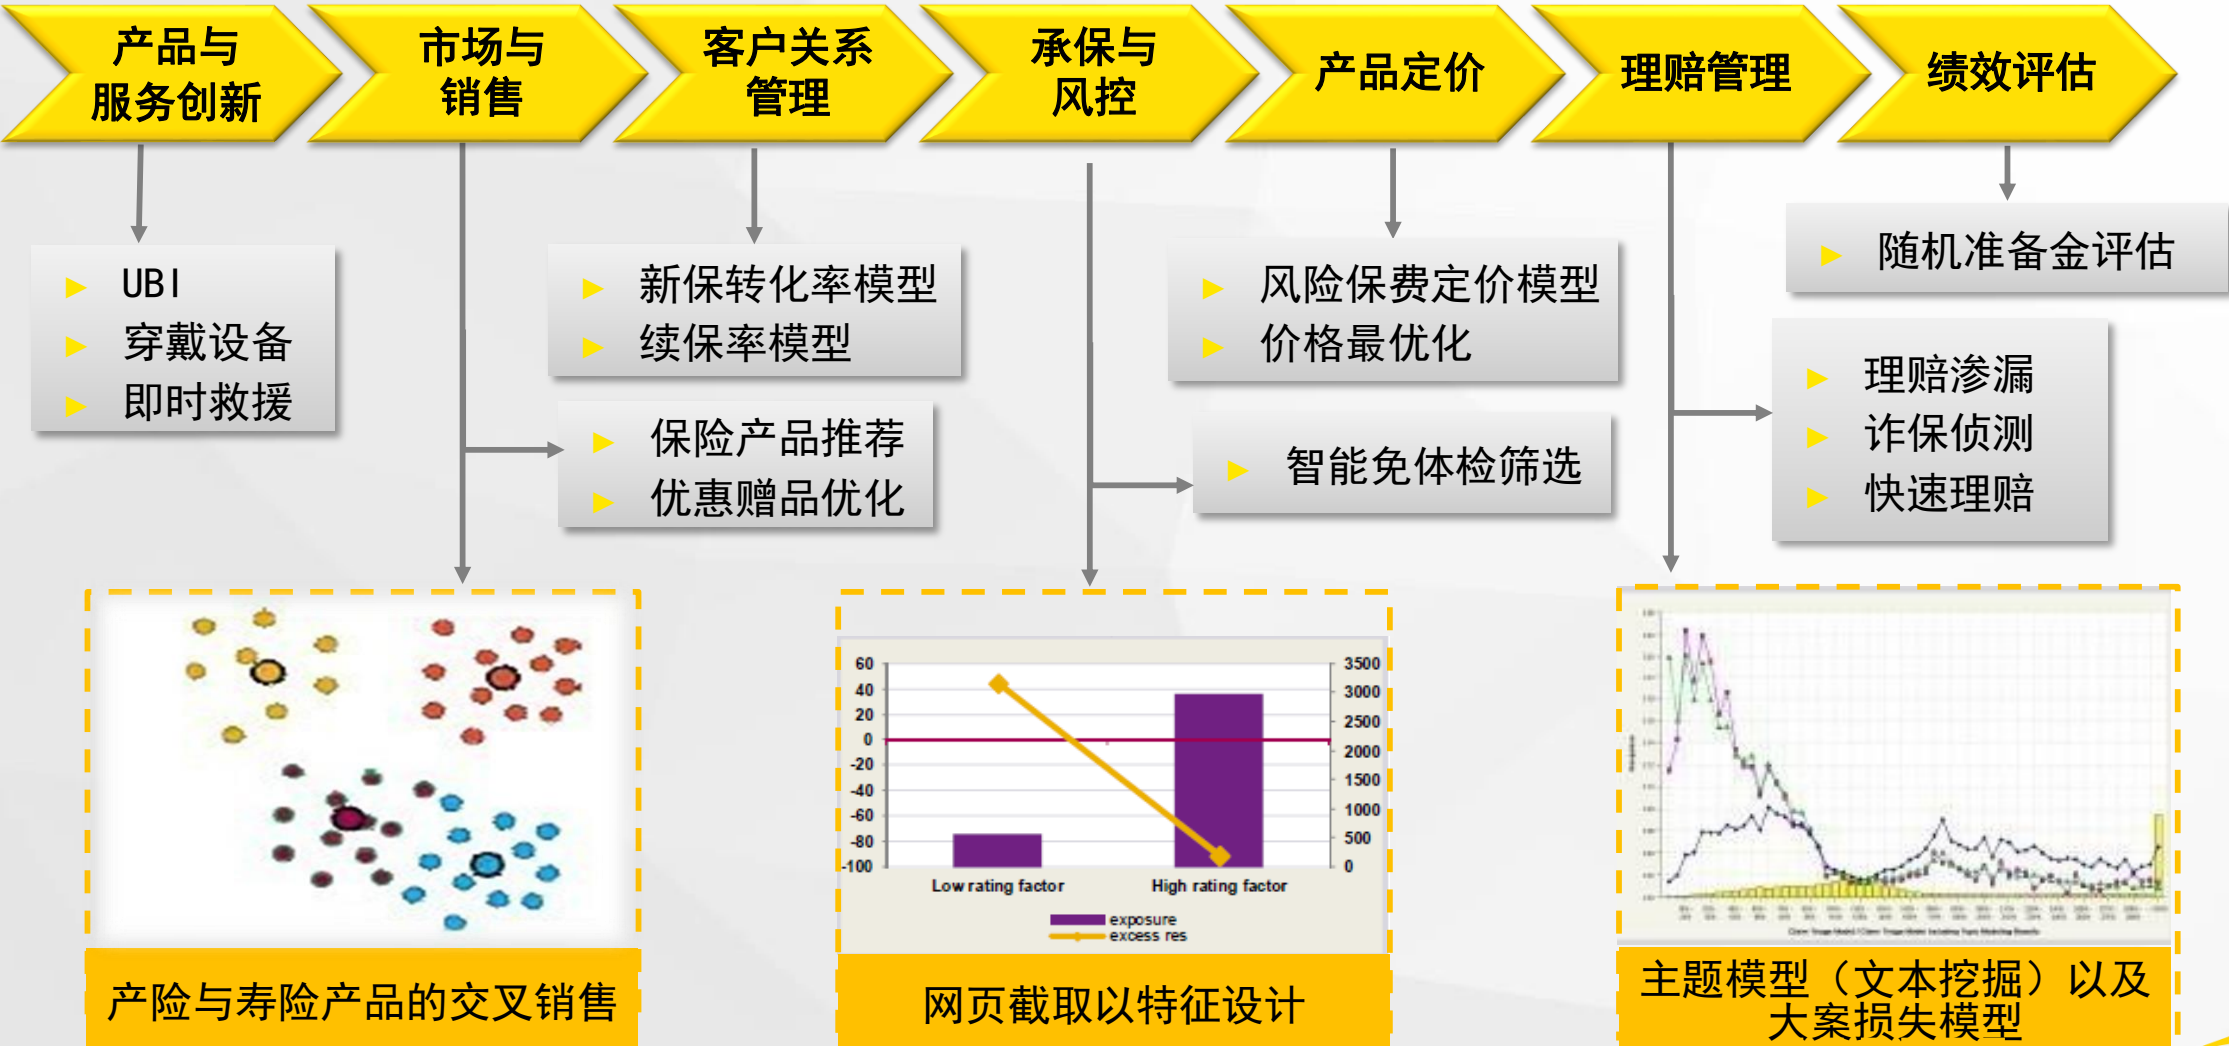 产品与
服务创新
市场与
销售
客户关系
管理
承保与
风控
产品定价
理赔管理
绩效评估
UBI
穿戴设备
即时救援
新保转化率模型
续保率模型
保险产品推荐
优惠赠品优化
风险保费定价模型
价格最优化
智能免体检筛选
随机准备金评估
理赔渗漏
诈保侦测
快速理赔
60
40
20
0
-20
-40
-60
-80
-100
3500
3000
2500
2000
1500
1000
500
0
Low rating factor
High rating factor
exposure
excess res
产险与寿险产品的交叉销售
网页截取以特征设计
主题模型（文本挖掘）以及
大案损失模型